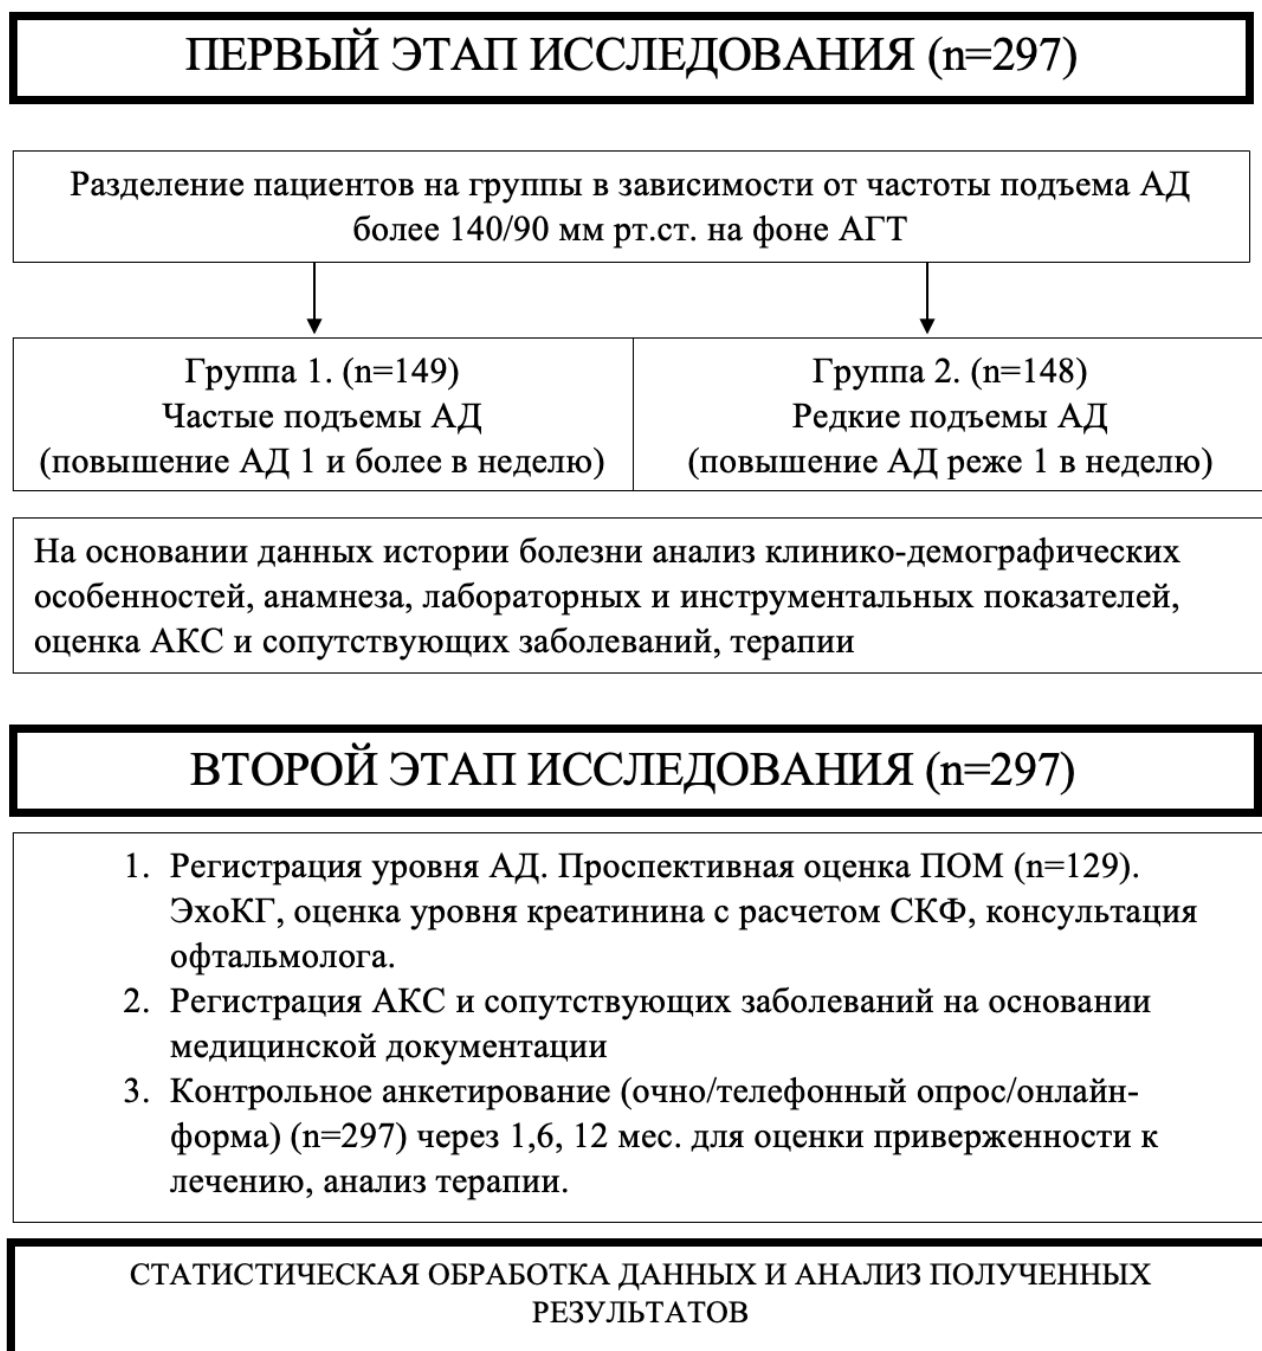 ПЕРВЫЙ ЭТАП ИССЛЕДОВАНИЯ (n=297)
Разделение пациентов на группы в зависимости от частоты подъема АД
более 140/90 мм рт.ст. на фоне АГТ
Группа 1. (n=149)
Частые подъемы АД
(повышение АД 1 и более в неделю)
Группа 2. (n=148)
Редкие подъемы АД
(повышение АД реже 1 в неделю)
На основании данных истории болезни анализ клинико-демографических
особенностей, анамнеза, лабораторных и инструментальных показателей,
оценка АКС и сопутствующих заболеваний, терапии
ВТОРОЙ ЭТАП ИССЛЕДОВАНИЯ (n=297)
1. Регистрация уровня АД. Проспективная оценка ПОМ (n=129).
ЭхоКГ, оценка уровня креатинина с расчетом СКФ, консультация
офтальмолога.
2. Регистрация АКС и сопутствующих заболеваний на основании
медицинской документации
3. Контрольное анкетирование (очно/телефонный опрос/онлайн-
форма) (n=297) через 1,6, 12 мес. для оценки приверженности к
лечению, анализ терапии.
СТАТИСТИЧЕСКАЯ ОБРАБОТКА ДАННЫХ И АНАЛИЗ ПОЛУЧЕННЫХ
РЕЗУЛЬТАТОВ